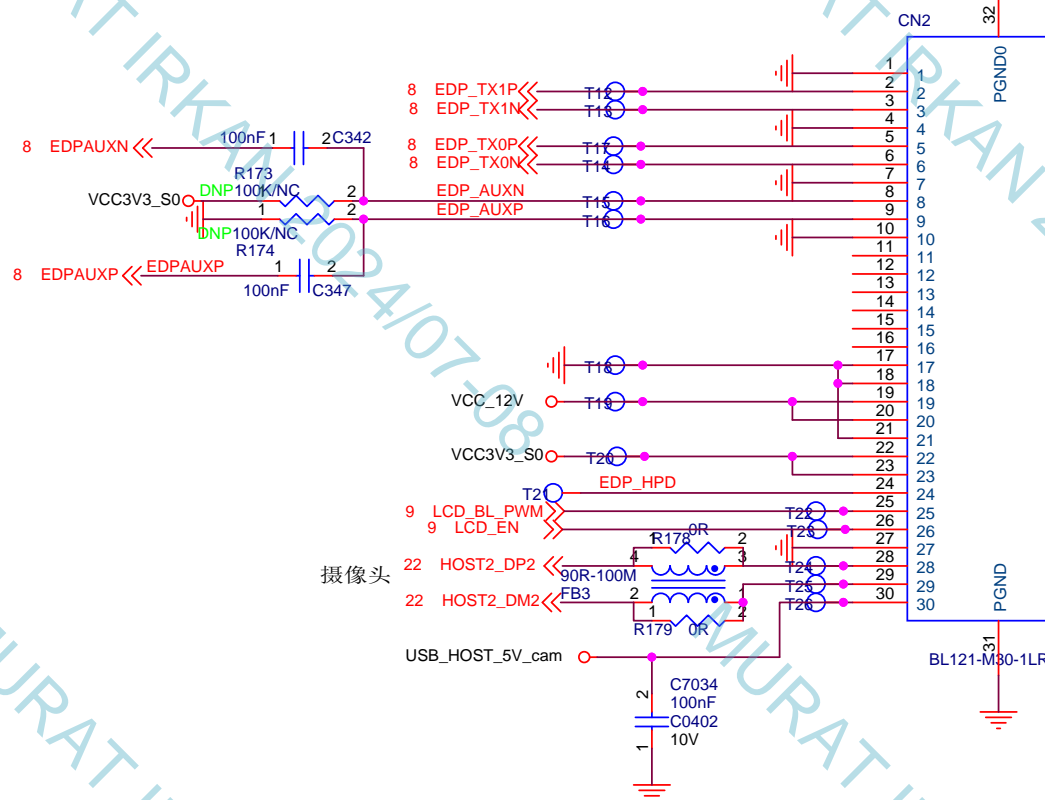 CN2
32
PGND0
1 1
8 EDP_TX1P T12 2 2
8 EDP_TX1N T13 3 3
4 4
8 EDP_TX0P T17 5 5
8 EDP_TX0N T14 6 6
7 7
100nF 1 2 C342
8 EDPAUXN
R173
DNP 100K/NC 2
VCC3V3_S0
EDP_AUXN T15 8 8
1 2
EDP_AUXP T16 9 9
DNP 100K/NC
R174
10 10
8 EDPAUXP EDPAUXP 1 2
100nF C347
11 11
12 12
13 13
14 14
15 15
16 16
T18 17 17
18 18
VCC_12V T19 19 19
20 20
21 21
VCC3V3_S0 T20 22 22
23 23
T21 EDP_HPD 24 24
9 LCD_BL_PWM T22 25 25
9 LCD_EN T23 26 26
27 27
1 R178 0R 2
4 3
22 HOST2_DP2 T24 28 28
摄像头
90R-100M
FB3
T25 29 29
22 HOST2_DM2 2 1 T26 30 30
1 2
R179 0R
PGND
31
BL121-M30-1LR
USB_HOST_5V_cam
2 C7034
100nF
C0402
1 10V
MURAT IRKAN 2024/07-08